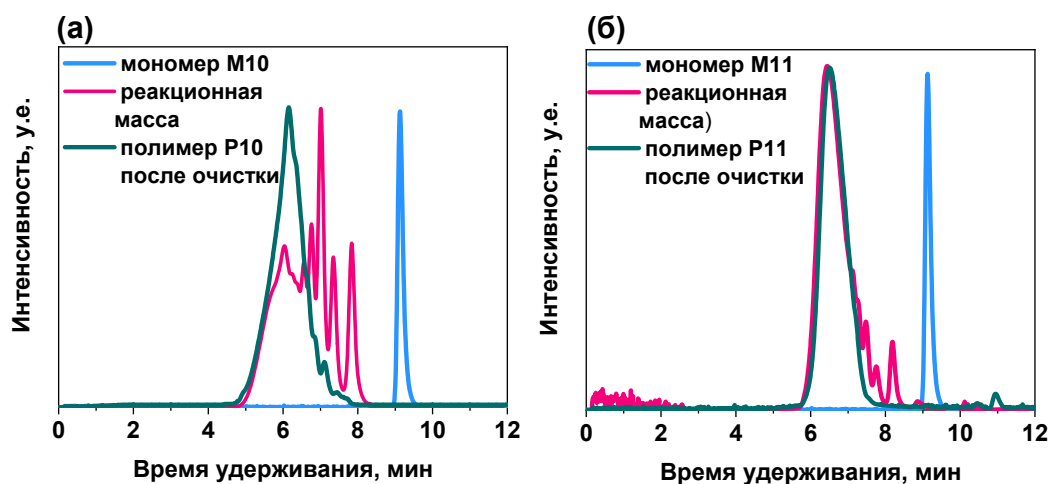 (а)
мономер М10
реакционная
масса
полимер Р10
после очистки
Интенсивность, у.е.
0 2 4 6 8 10 12
Время удерживания, мин
(б)
мономер М11
реакционная
масса)
полимер Р11
после очистки
Интенсивность, у.е.
0 2 4 6 8 10 12
Время удерживания, мин